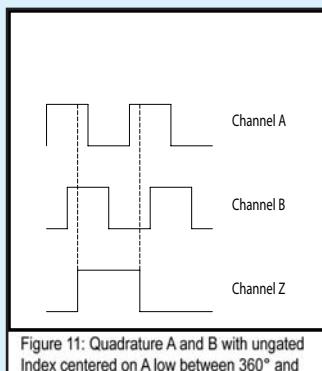 Channel A
Channel B
Channel Z
Figure 11: Quadrature A and B with ungated
Index centered on A low between 360° and